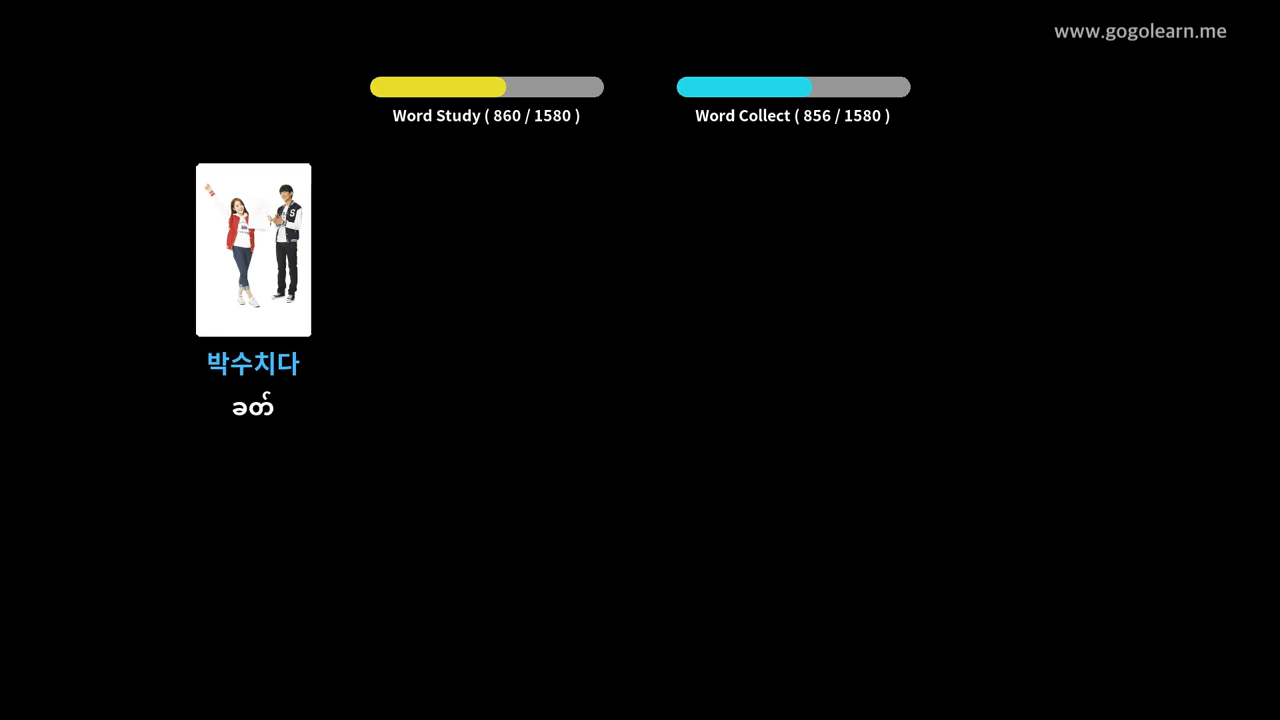 www.gogolearn.me
Word Study ( 860 / 1580 )
Word Collect ( 856 / 1580 )
S
박수치다
ခတ်